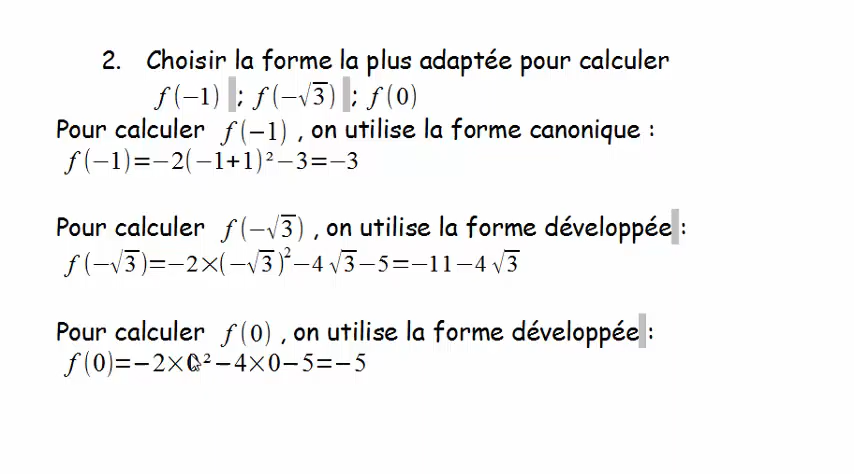 2. Choisir la forme la plus adaptée pour calculer
f(−1) ; f(−√3) ; f(0)
Pour calculer f(−1) , on utilise la forme canonique :
f(−1)=−2(−1+1)²−3=−3
Pour calculer f(−√3) , on utilise la forme développée :
f(−√3)=−2×(−√3)²−4√3−5=−11−4√3
Pour calculer f(0) , on utilise la forme développée :
f(0)=−2×0²−4×0−5=−5